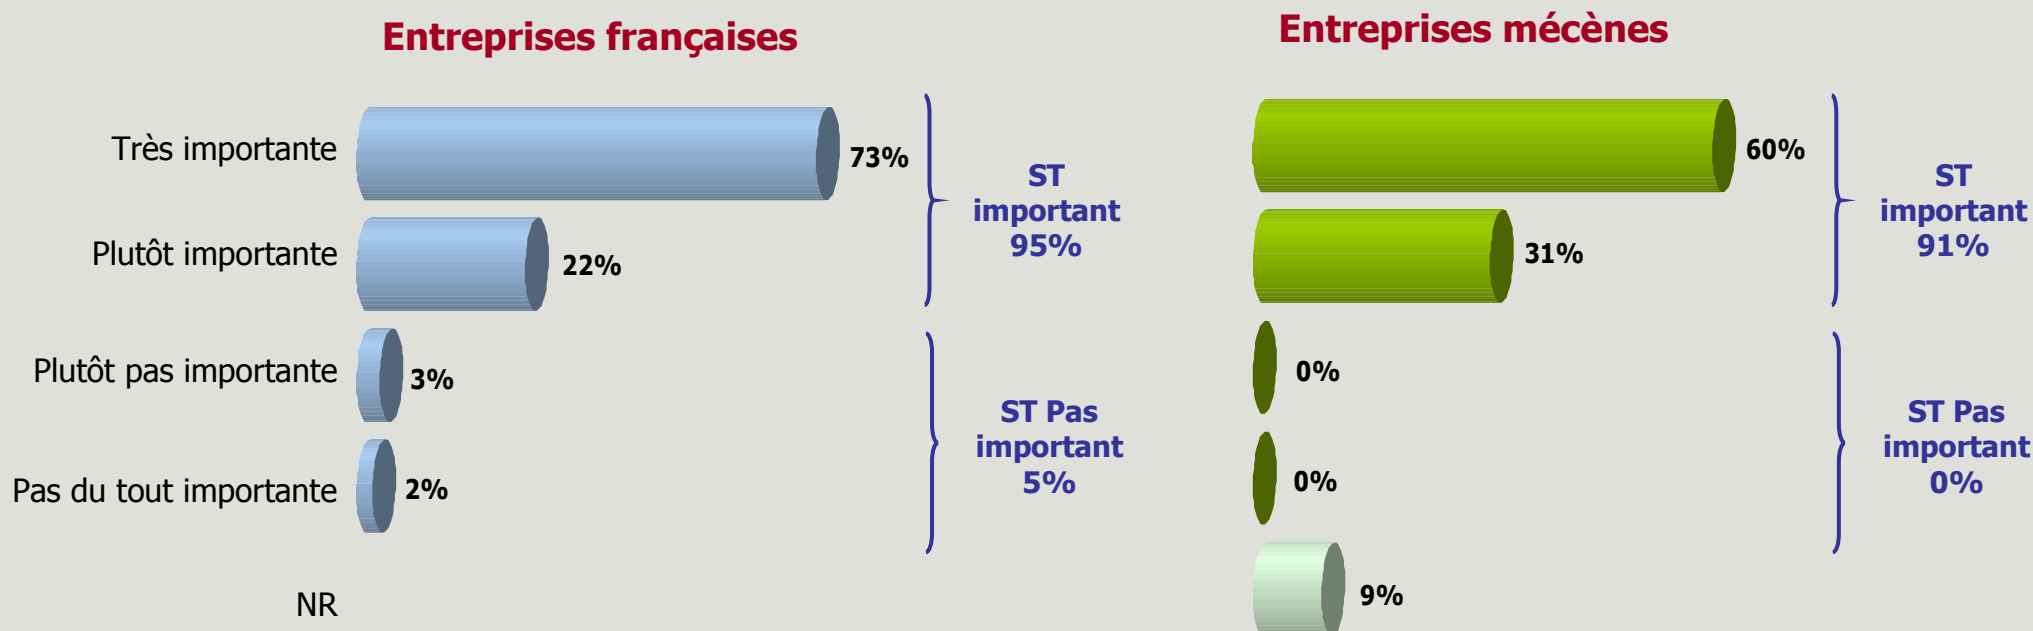 Entreprises françaises
Entreprises mécènes
Très importante
73%
60%
Plutôt importante
22%
31%
ST
important
95%
ST
important
91%
Plutôt pas importante
3%
0%
Pas du tout importante
2%
0%
ST Pas
important
5%
ST Pas
important
0%
NR
9%